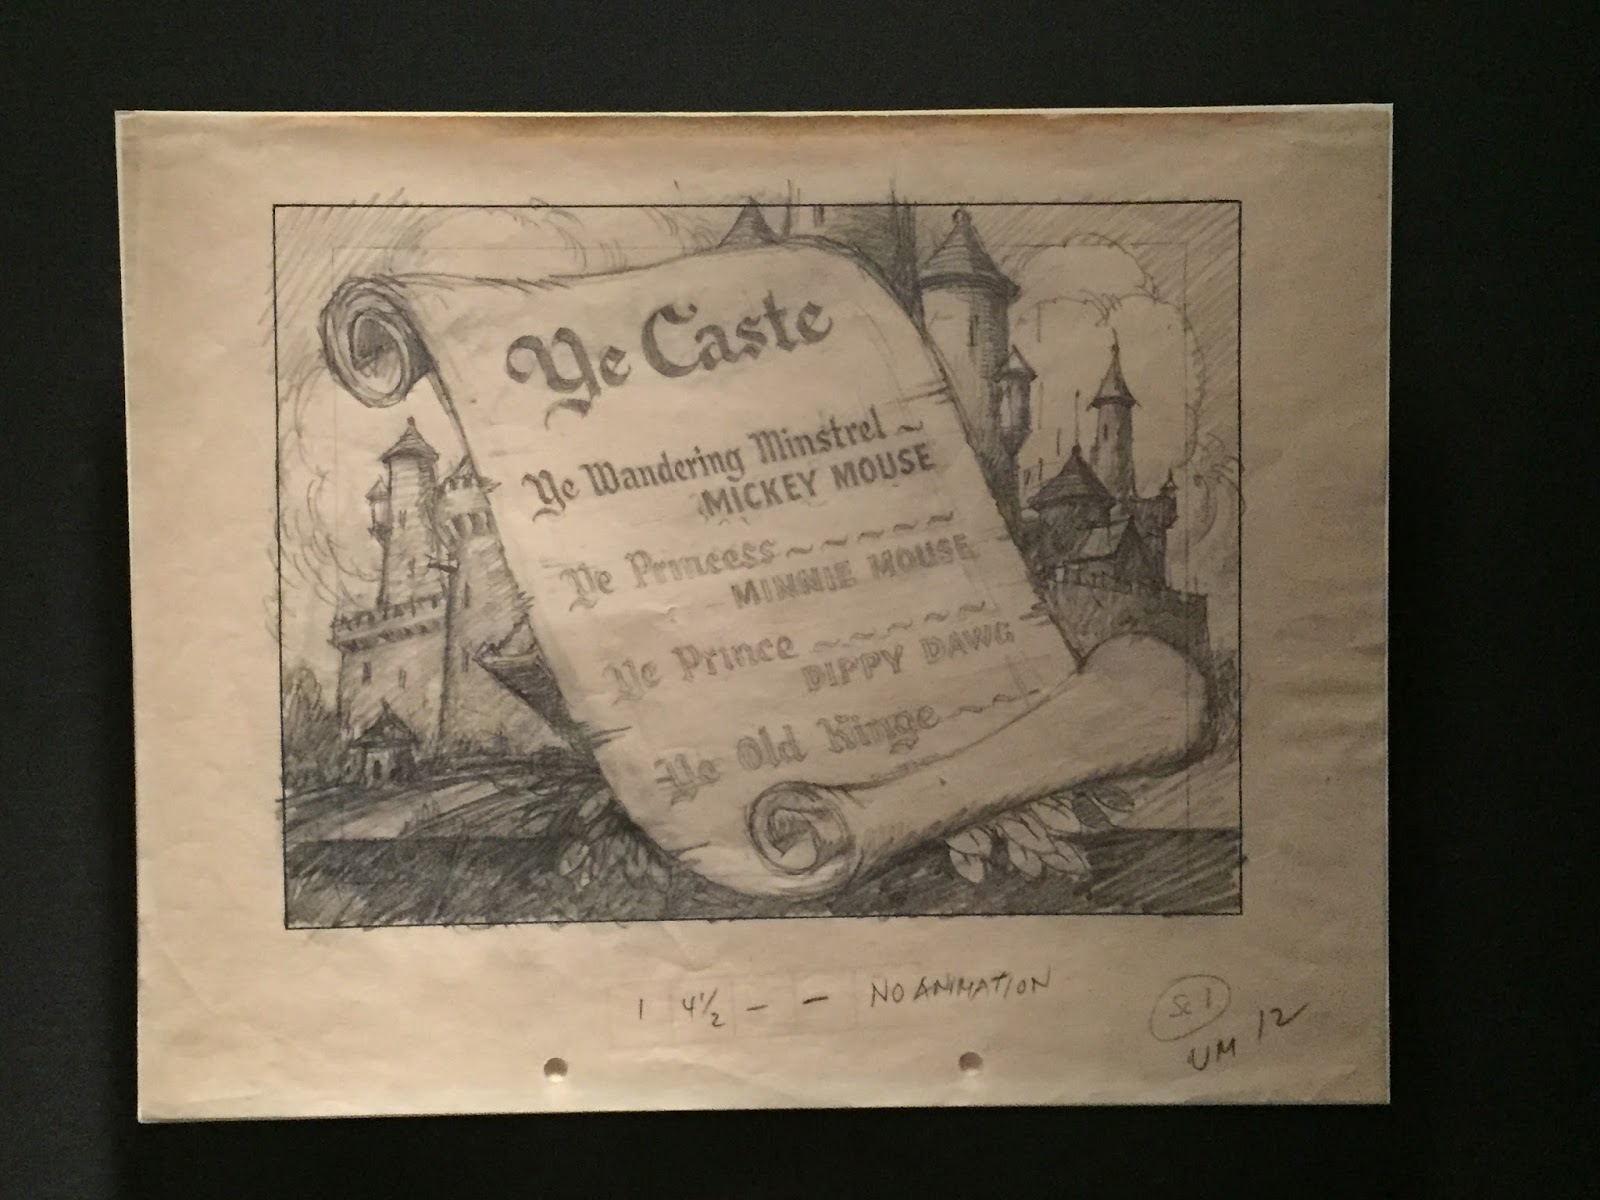 Ye Caste
Ye Wandering Minstrel ~
MICKEY MOUSE
Ye Princess ~ ~ ~ ~ ~
MINNIE MOUSE
Ye Prince ~ ~ ~ ~ ~
DIPPY DAWG
Ye Old Kinge ~ ~ ~
1 4½ – – NO ANIMATION
Sc 1
UM 12